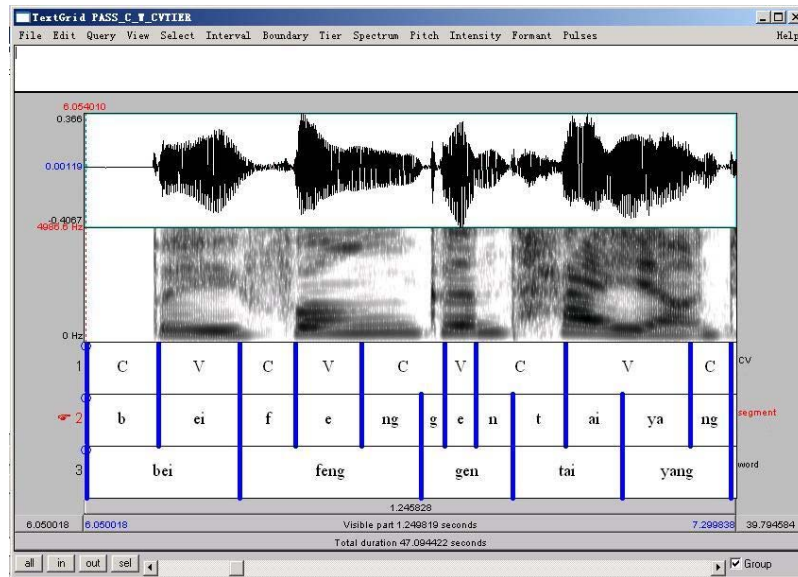 TextGrid PASS_C_W_CVTIER
File Edit Query View Select Interval Boundary Tier Spectrum Pitch Intensity Formant Pulses Help
6.054010
0.366
0.00119
-0.4067
4986.6 Hz
0 Hz
1 C V C V C V C V C CV
2 b ei f e ng g e n t ai ya ng segment
3 bei feng gen tai yang word
1.245828
6.050018 6.050018 Visible part 1.249819 seconds 7.299838 39.794584
Total duration 47.094422 seconds
all in out sel Group